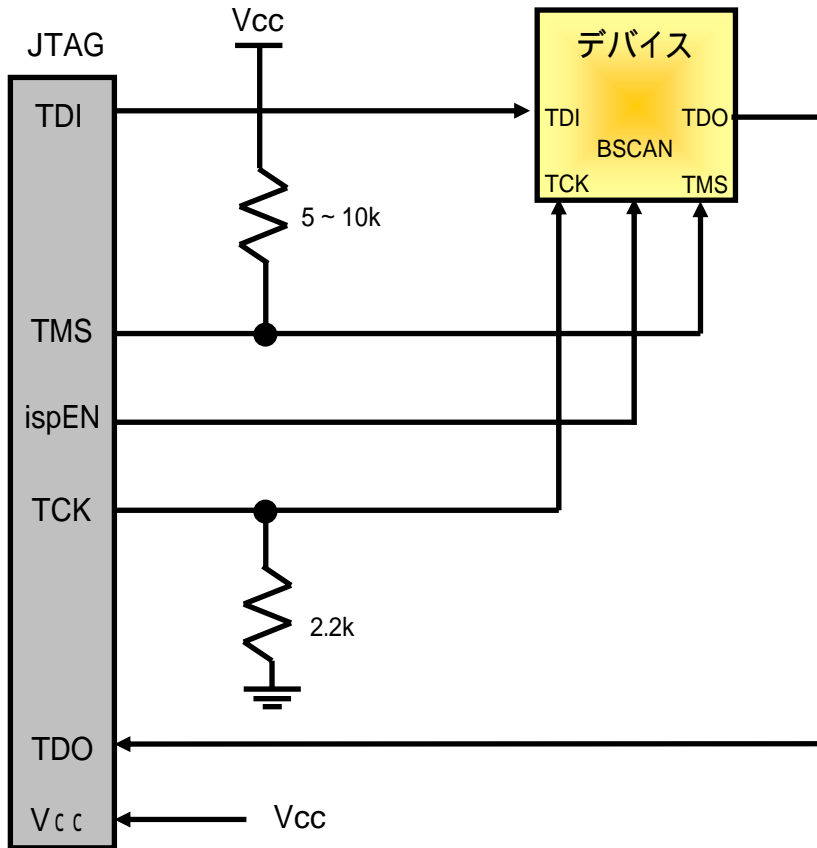 Vcc
JTAG
デバイス
TDI
TDI
TDO
BSCAN
TCK
TMS
5 ~ 10k
TMS
ispEN
TCK
2.2k
TDO
Vｃｃ
Vcc